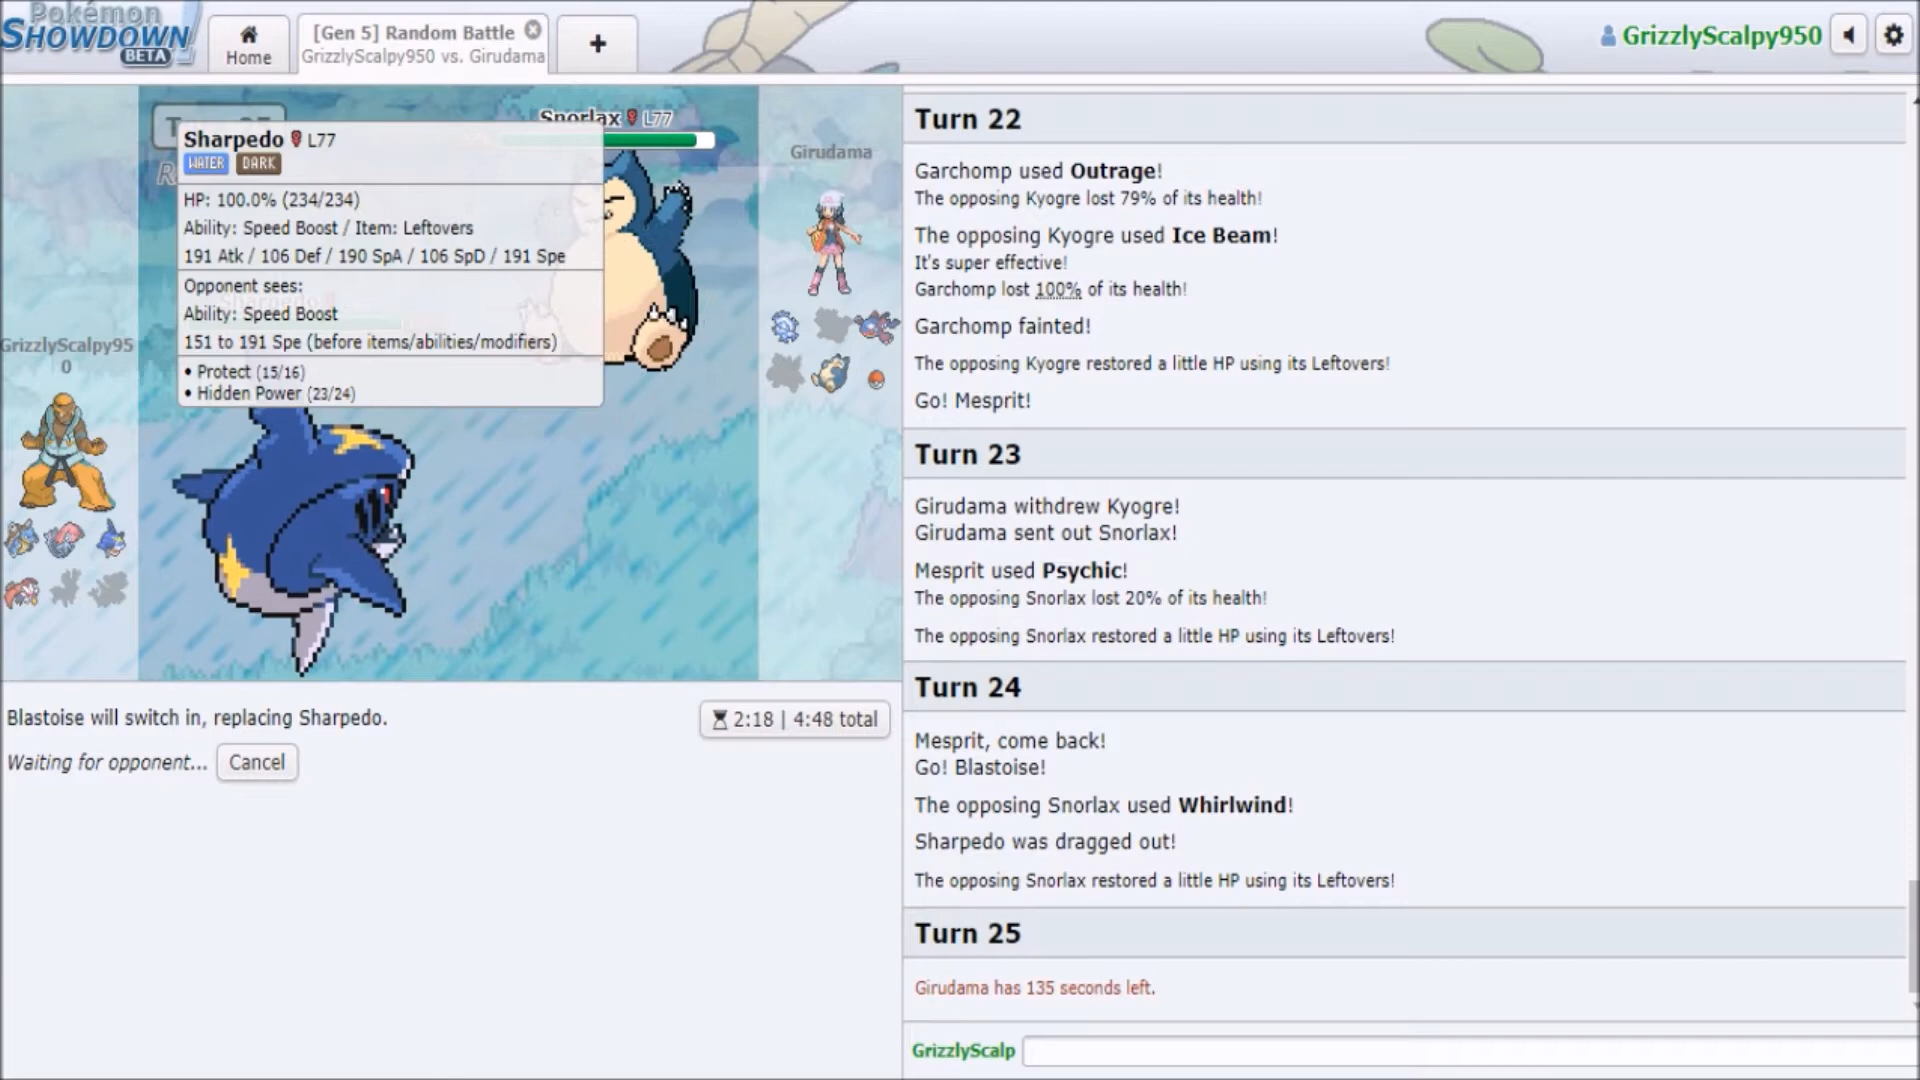 Pokémon
SHOWDOWN
BETA
Home
[Gen 5] Random Battle
GrizzlyScalpy950 vs. Girudama
+
GrizzlyScalpy950
Snorlax L77
Sharpedo L77
WATER DARK
HP: 100.0% (234/234)
Ability: Speed Boost / Item: Leftovers
191 Atk / 106 Def / 190 SpA / 106 SpD / 191 Spe
Opponent sees:
Ability: Speed Boost
151 to 191 Spe (before items/abilities/modifiers)
• Protect (15/16)
• Hidden Power (23/24)
Girudama
GrizzlyScalpy95
0
Blastoise will switch in, replacing Sharpedo.
2:18 | 4:48 total
Waiting for opponent...
Cancel
Turn 22
Garchomp used Outrage!
The opposing Kyogre lost 79% of its health!
The opposing Kyogre used Ice Beam!
It's super effective!
Garchomp lost 100% of its health!
Garchomp fainted!
The opposing Kyogre restored a little HP using its Leftovers!
Go! Mesprit!
Turn 23
Girudama withdrew Kyogre!
Girudama sent out Snorlax!
Mesprit used Psychic!
The opposing Snorlax lost 20% of its health!
The opposing Snorlax restored a little HP using its Leftovers!
Turn 24
Mesprit, come back!
Go! Blastoise!
The opposing Snorlax used Whirlwind!
Sharpedo was dragged out!
The opposing Snorlax restored a little HP using its Leftovers!
Turn 25
Girudama has 135 seconds left.
GrizzlyScalp